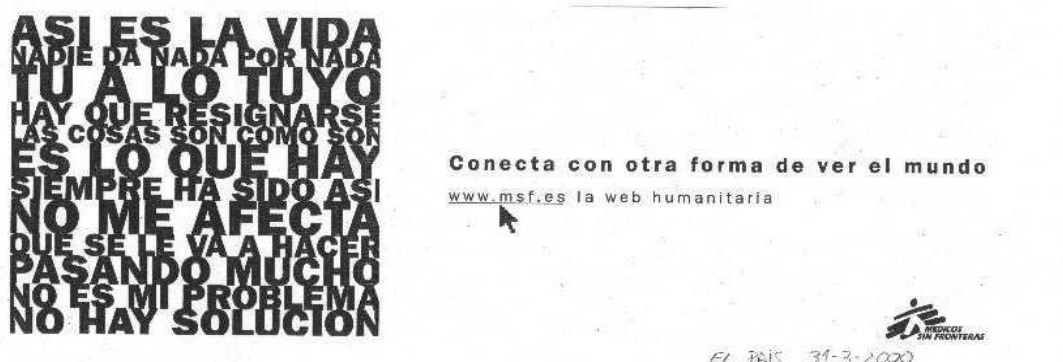 ASI ES LA VIDA
NADIE DA NADA POR NADA
TU A LO TUYO
HAY QUE RESIGNARSE
LAS COSAS SON COMO SON
ES LO QUE HAY
SIEMPRE HA SIDO ASI
NO ME AFECTA
QUE SE LE VA A HACER
PASANDO MUCHO
NO ES MI PROBLEMA
NO HAY SOLUCION
Conecta con otra forma de ver el mundo
www.msf.es la web humanitaria
MEDICOS
SIN FRONTERAS
EL PAIS 31-3-2000